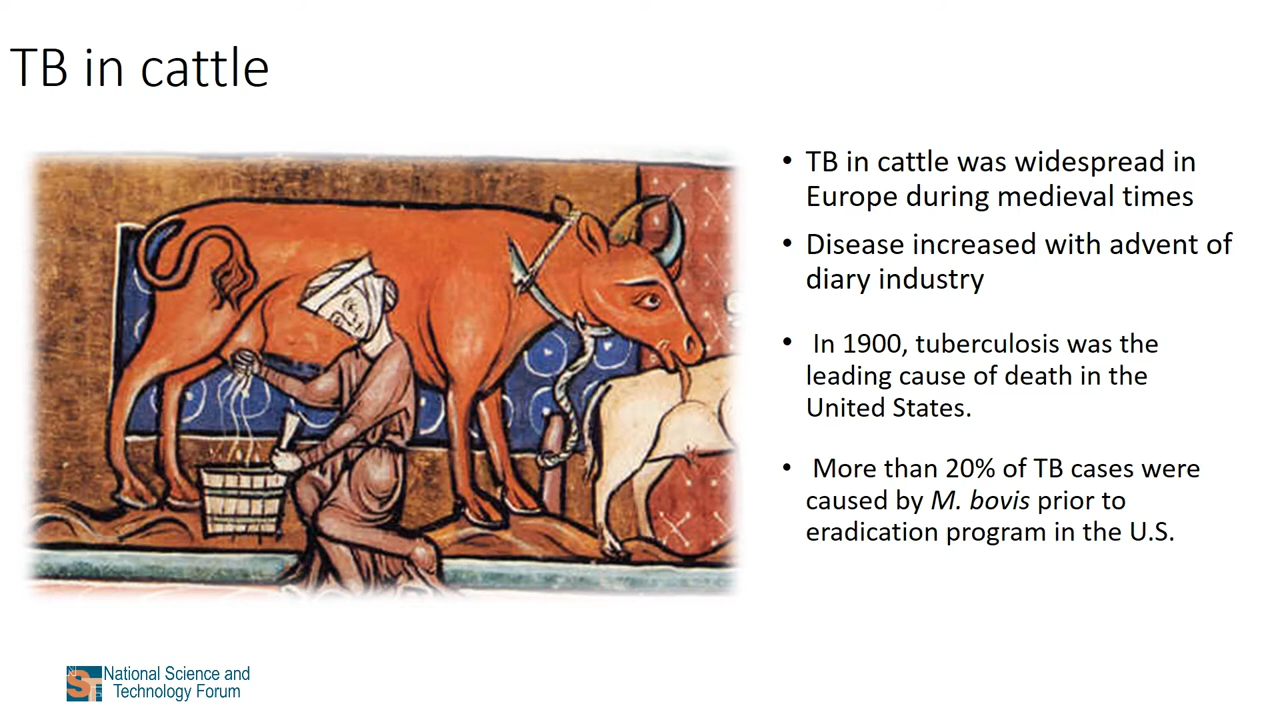 TB in cattle
• TB in cattle was widespread in
Europe during medieval times
• Disease increased with advent of
diary industry
• In 1900, tuberculosis was the
leading cause of death in the
United States.
• More than 20% of TB cases were
caused by M. bovis prior to
eradication program in the U.S.
NSTF National Science and
Technology Forum